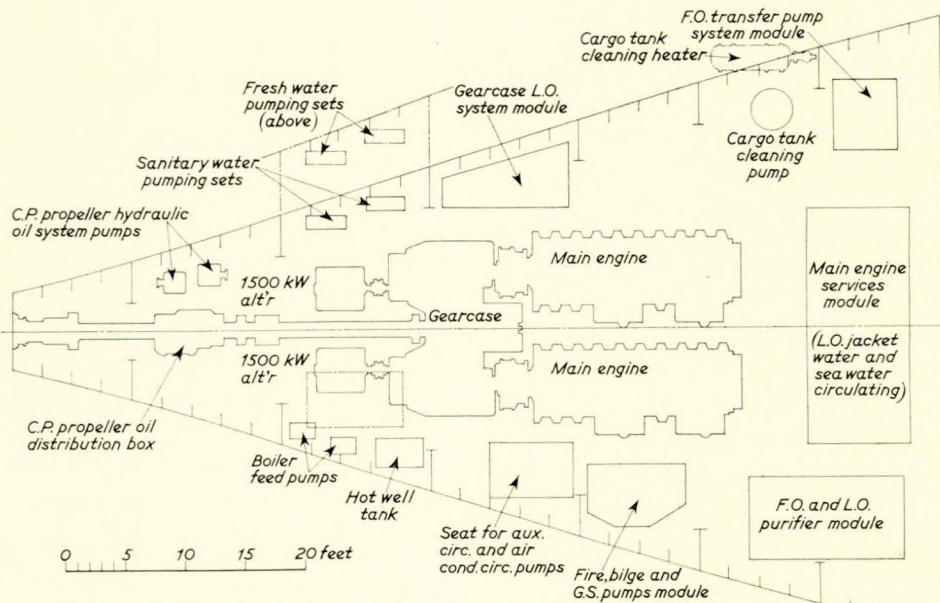 F.O. transfer pump
system module
Cargo tank
cleaning heater
Fresh water
pumping sets
(above)
Gearcase L.O.
system module
Cargo tank
cleaning
pump
Sanitary water
pumping sets
C.P. propeller hydraulic
oil system pumps
1500 kW
alt'r
Main engine
Main engine
services
module
Gearcase
(L.O. jacket
water and
sea water
circulating)
1500 kW
alt'r
Main engine
C.P. propeller oil
distribution box
Boiler
feed pumps
Hot well
tank
F.O. and L.O.
purifier module
Seat for aux.
circ. and air
cond. circ. pumps
Fire, bilge and
G.S. pumps module
0 5 10 20 feet